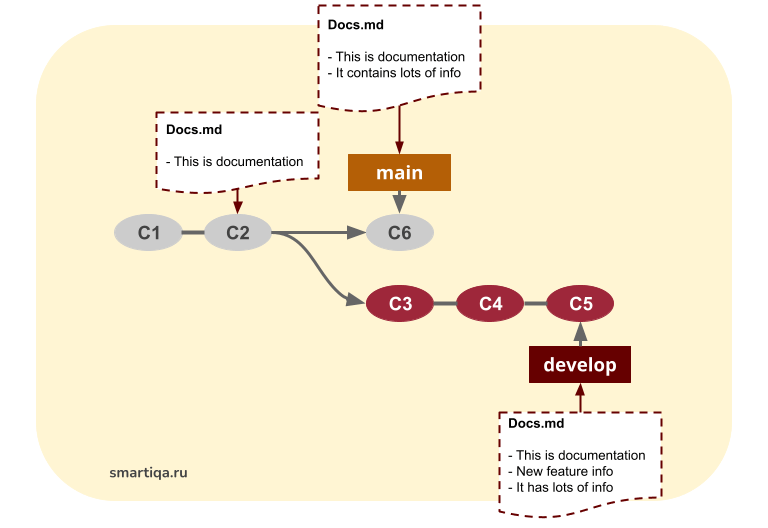 Docs.md
- This is documentation
- It contains lots of info
Docs.md
- This is documentation
main
C1
C2
C6
C3
C4
C5
develop
Docs.md
- This is documentation
- New feature info
- It has lots of info
smartiqa.ru